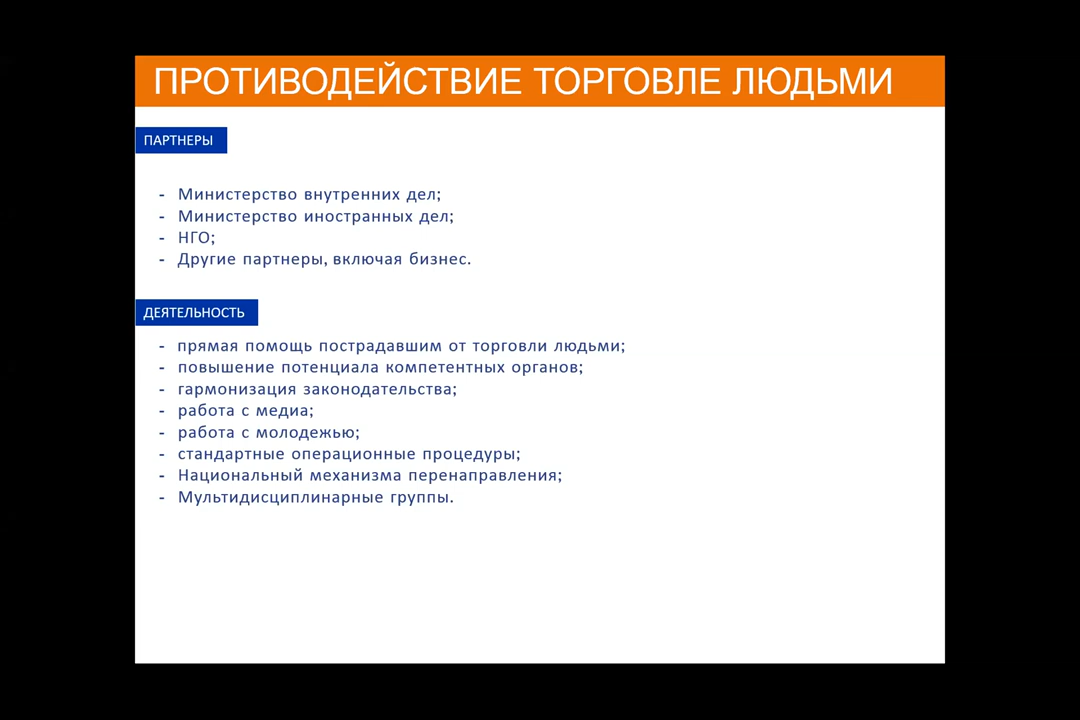 ПРОТИВОДЕЙСТВИЕ ТОРГОВЛЕ ЛЮДЬМИ
ПАРТНЕРЫ
- Министерство внутренних дел;
- Министерство иностранных дел;
- НГО;
- Другие партнеры, включая бизнес.
ДЕЯТЕЛЬНОСТЬ
- прямая помощь пострадавшим от торговли людьми;
- повышение потенциала компетентных органов;
- гармонизация законодательства;
- работа с медиа;
- работа с молодежью;
- стандартные операционные процедуры;
- Национальный механизма перенаправления;
- Мультидисциплинарные группы.